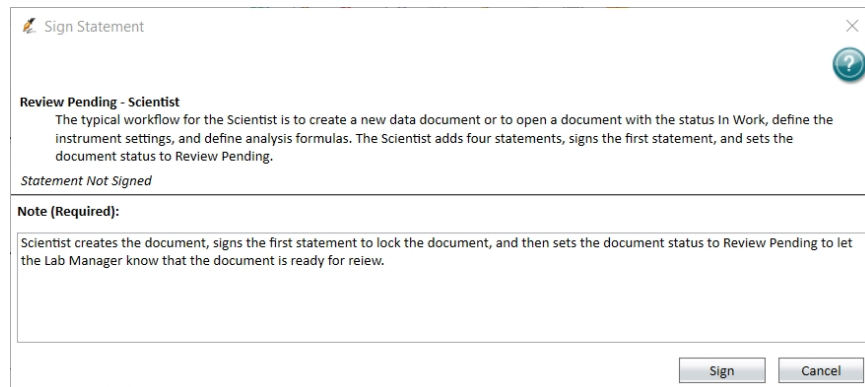 Sign Statement
?
Review Pending - Scientist
The typical workflow for the Scientist is to create a new data document or to open a document with the status In Work, define the
instrument settings, and define analysis formulas. The Scientist adds four statements, signs the first statement, and sets the
document status to Review Pending.
Statement Not Signed
Note (Required):
Scientist creates the document, signs the first statement to lock the document, and then sets the document status to Review Pending to let
the Lab Manager know that the document is ready for reiew.
Sign
Cancel